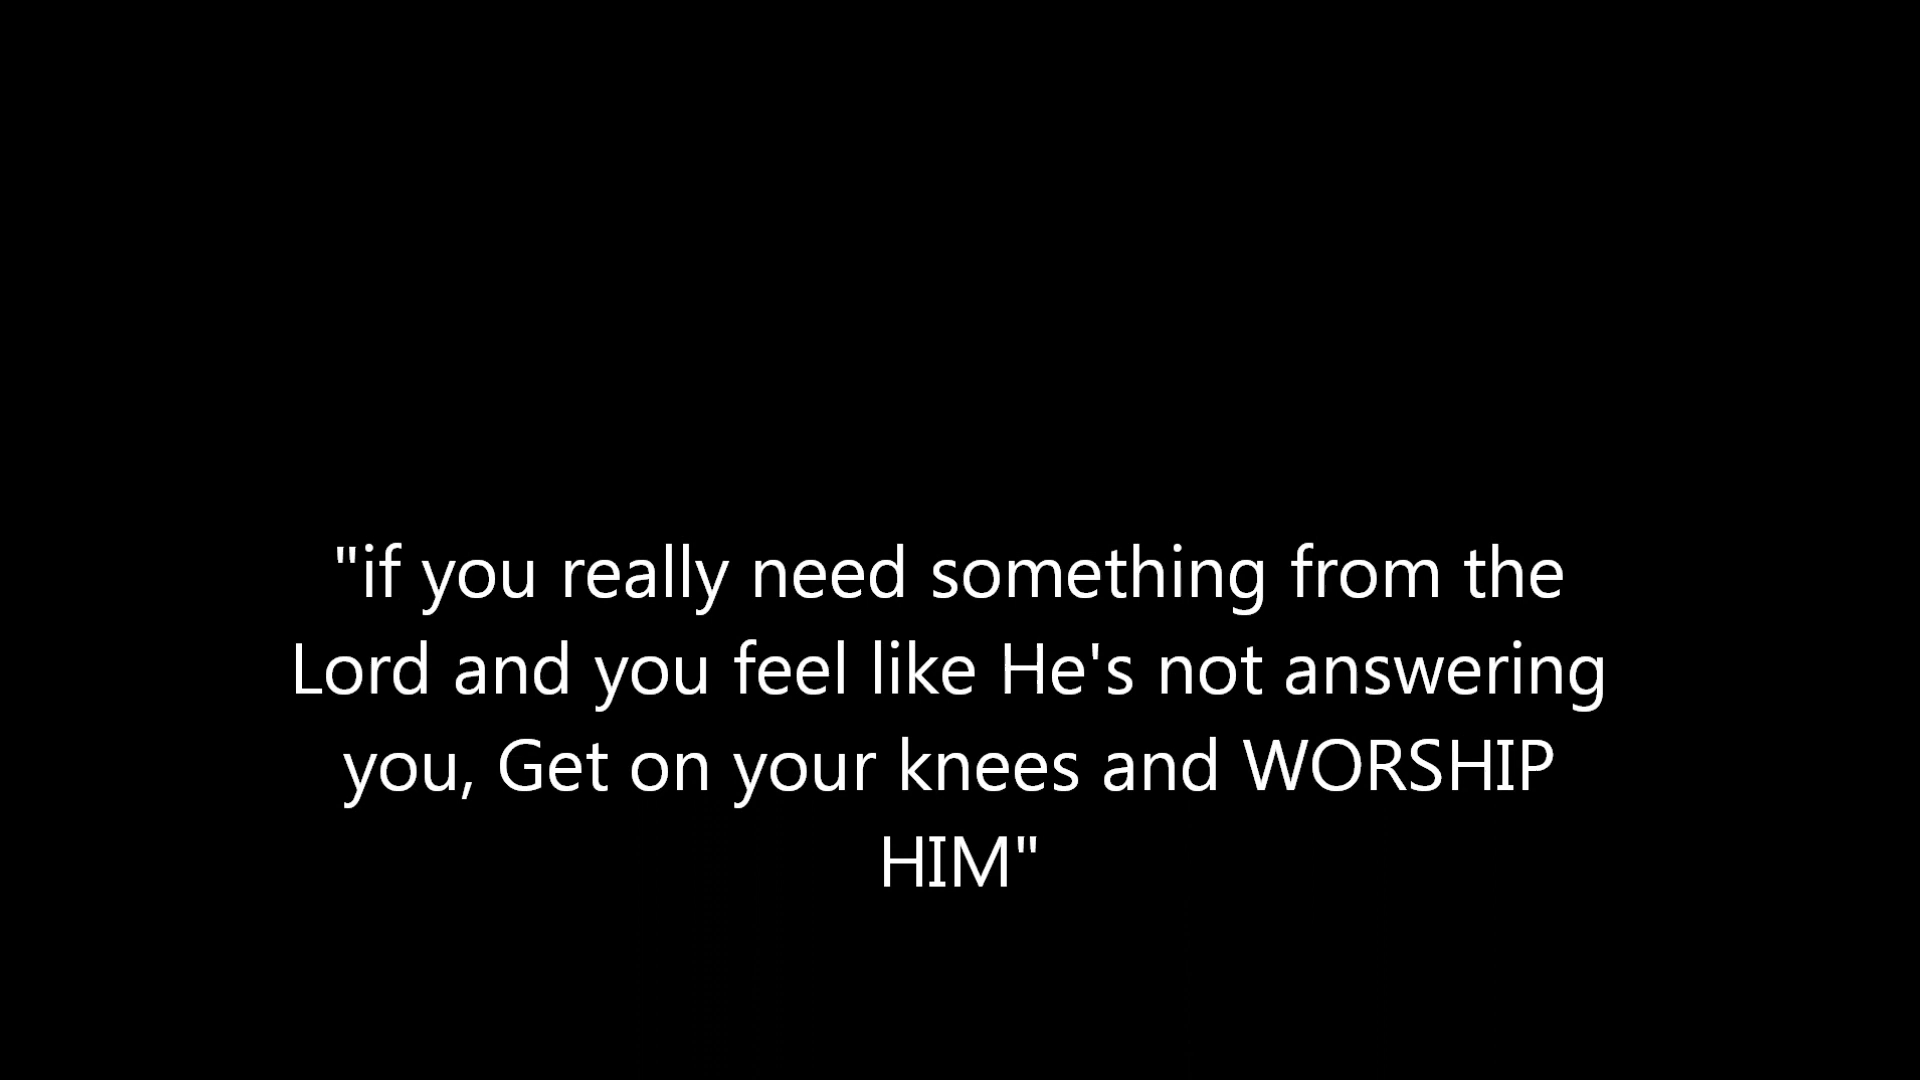 "if you really need something from the
Lord and you feel like He's not answering
you, Get on your knees and WORSHIP
HIM"